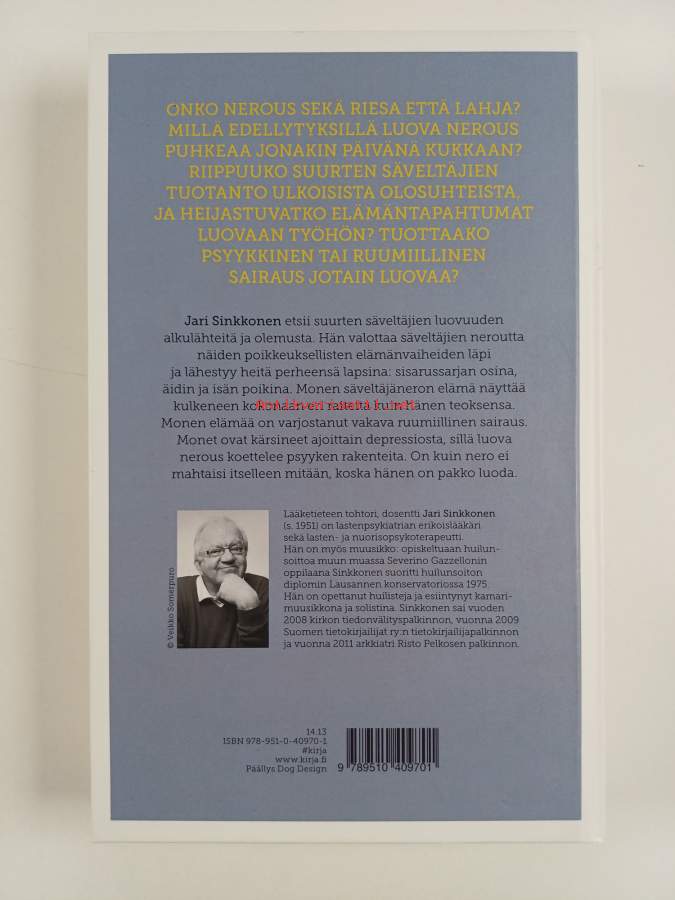 ONKO NEROUS SEKÄ RIESA ETTÄ LAHJA?
MILLÄ EDELLYTYKSILLÄ LUOVA NEROUS
PUHKEAA JONAKIN PÄIVÄNÄ KUKKAAN?
RIIPPUUKO SUURTEN SÄVELTÄJIEN
TUOTANTO ULKOISISTA OLOSUHTEISTA,
JA HEIJASTUVATKO ELÄMÄNTAPAHTUMAT
LUOVAAN TYÖHÖN? TUOTTAAKO
PSYYKKINEN TAI RUUMIILLINEN
SAIRAUS JOTAIN LUOVAA?
Jari Sinkkonen etsii suurten säveltäjien luovuuden
alkulähteitä ja olemusta. Hän valottaa säveltäjien neroutta
näiden poikkeuksellisten elämänvaiheiden läpi
ja lähestyy heitä perheensä lapsina: sisarussarjan osina,
äidin ja isän poikina. Monen säveltäjäneron elämä näyttää
kulkeneen kokonaan eri raiteita kuin tänen teoksensa.
Monen elämää on varjostanut vakava ruumiillinen sairaus.
Monet ovat kärsineet ajoittain depressiosta, sillä luova
nerous koettelee psyyken rakenteita. On kuin nero ei
mahtaisi itselleen mitään, koska hänen on pakko luoda.
Lääketieteen tohtori, dosentti Jari Sinkkonen
(s. 1951) on lastenpsykiatrian erikoislääkäri
sekä lasten- ja nuorisopsykoterapeutti.
Hän on myös muusikko: opiskeltuaan huilun-
soittoa muun muassa Severino Gazzellonin
oppilaana Sinkkonen suoritti huilunsoiton
diplomin Lausannen konservatoriossa 1975.
Hän on opettanut huilisteja ja esiintynyt kamari-
muusikkona ja solistina. Sinkkonen sai vuoden
2008 kirkon tiedonvälityspalkinnon, vuonna 2009
Suomen tietokirjailijat ry:n tietokirjailijapalkinnon
ja vuonna 2011 arkkiatri Risto Pelkosen palkinnon.
© Veikko Somerpuro
14.13
ISBN 978-951-0-40970-1
#kirja
www.kirja.fi
Päällys Dog Design
9 789510 409701